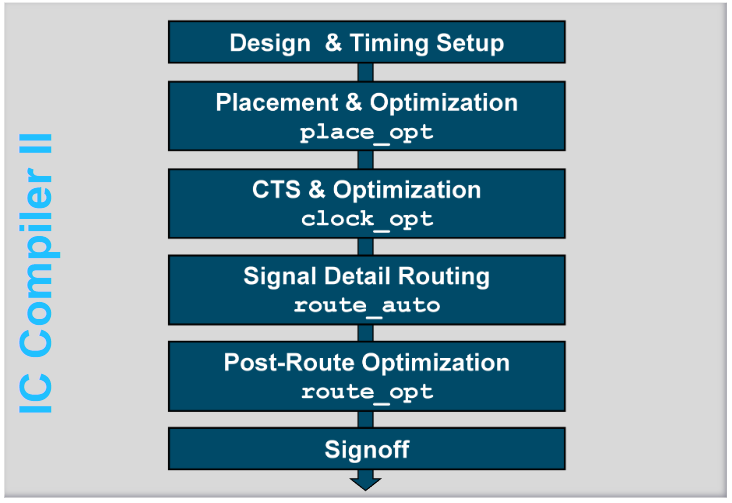 IC Compiler II
Design & Timing Setup
Placement & Optimization
place_opt
CTS & Optimization
clock_opt
Signal Detail Routing
route_auto
Post-Route Optimization
route_opt
Signoff